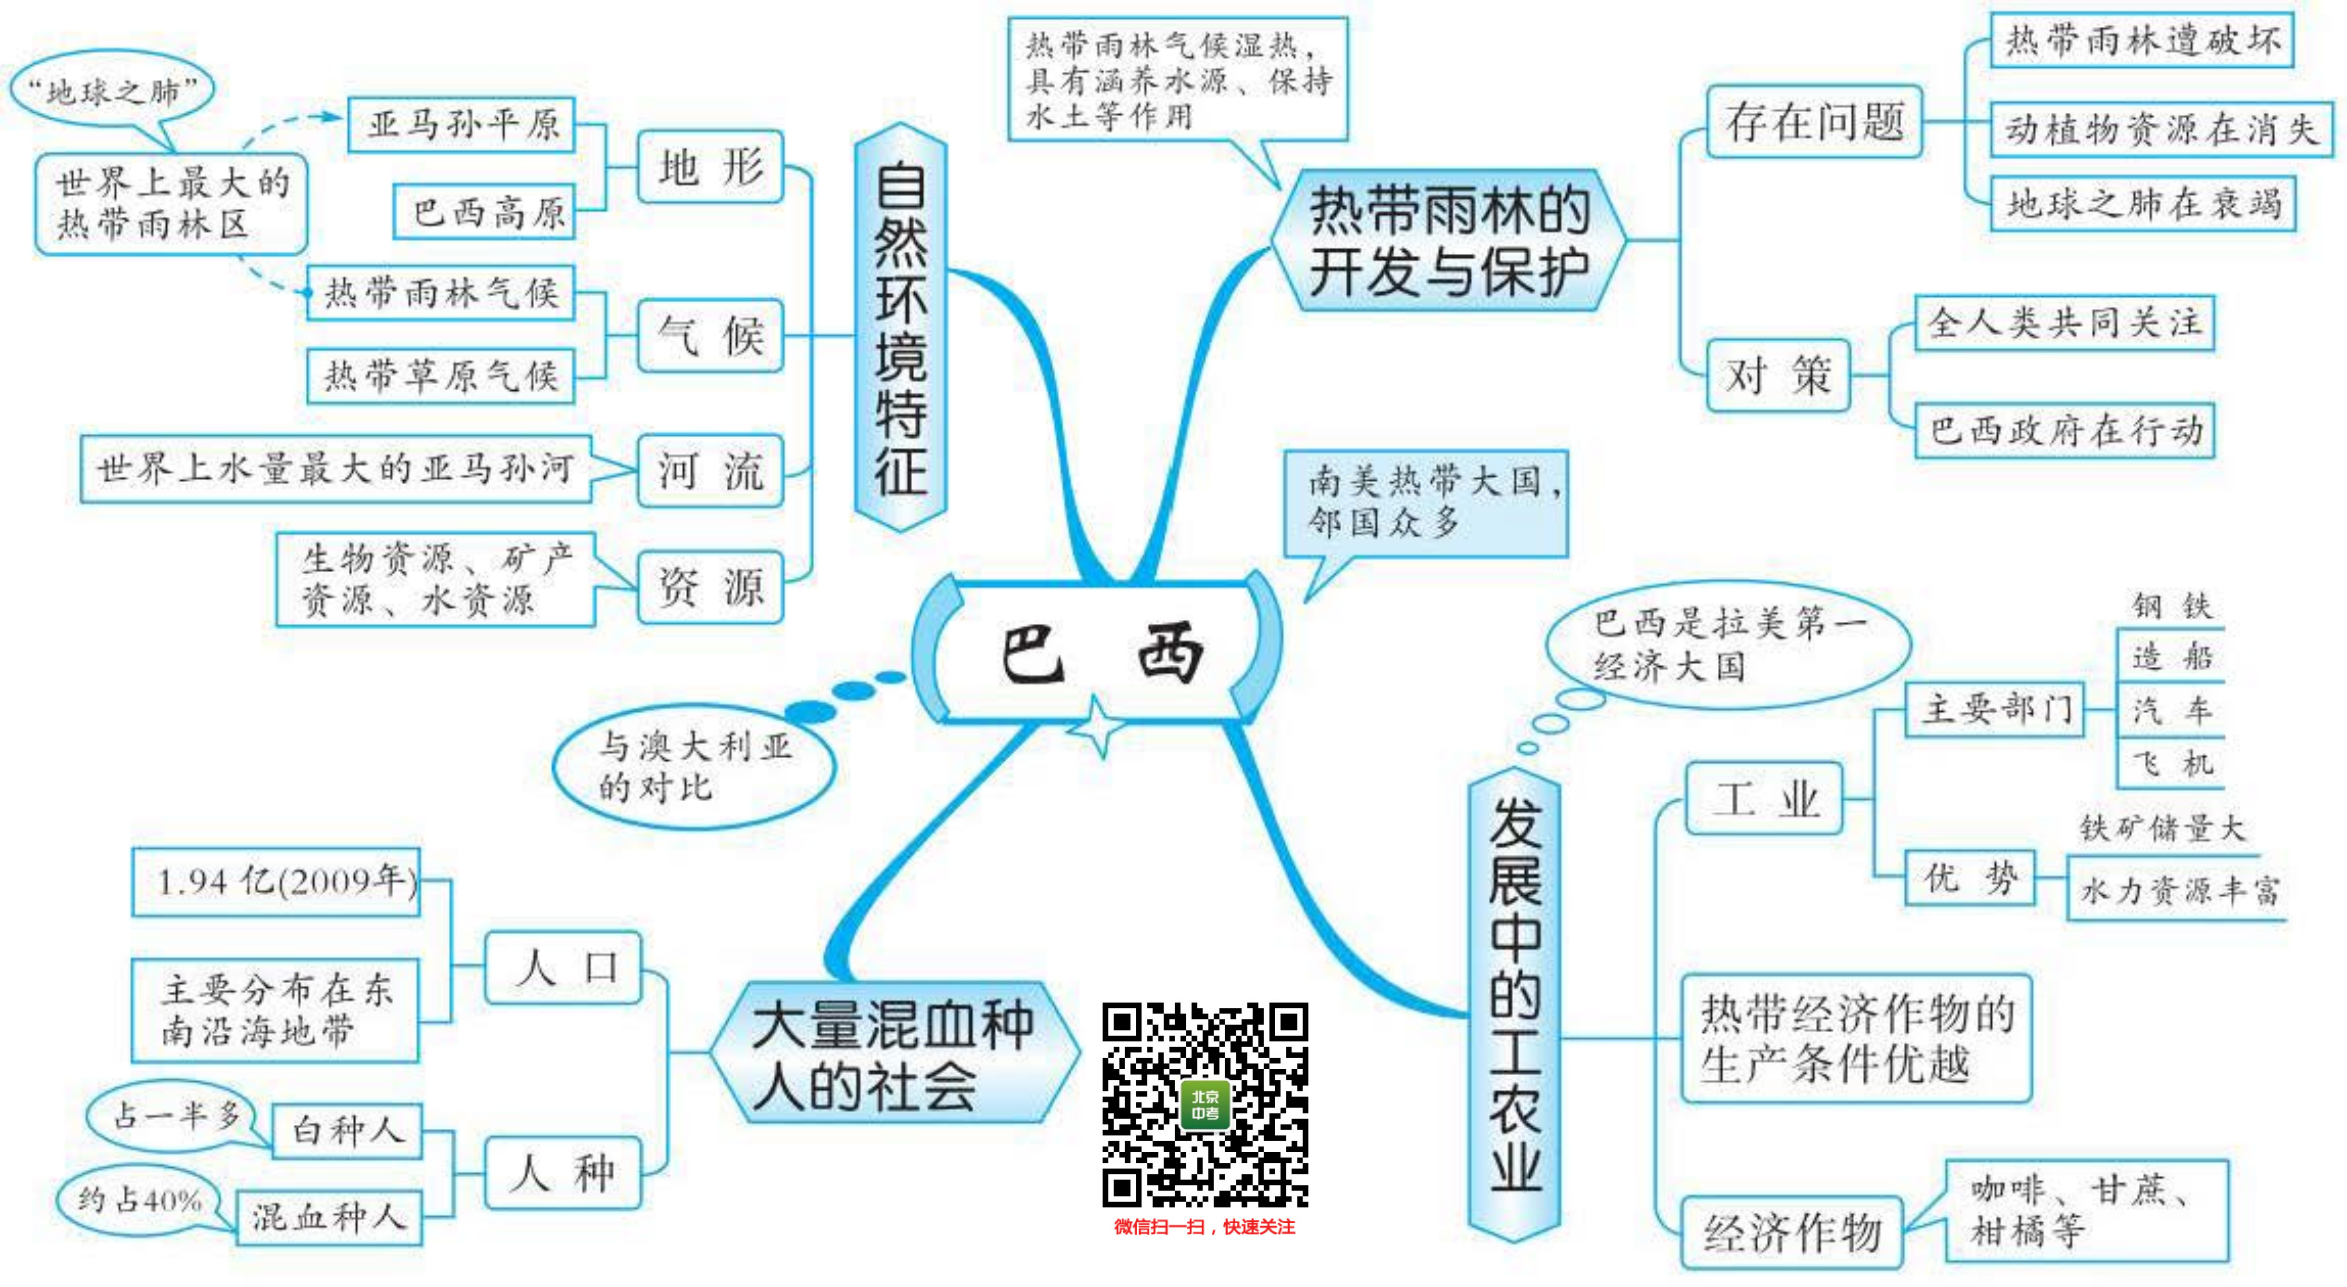 “地球之肺”
世界上最大的
热带雨林区
亚马孙平原
巴西高原
地 形
热带雨林气候
热带草原气候
气 候
世界上水量最大的亚马孙河
河 流
生物资源、矿产
资源、水资源
资 源
自然环境特征
热带雨林气候湿热，
具有涵养水源、保持
水土等作用
热带雨林的
开发与保护
存在问题
热带雨林遭破坏
动植物资源在消失
地球之肺在衰竭
对 策
全人类共同关注
巴西政府在行动
南美热带大国，
邻国众多
巴 西
与澳大利亚
的对比
1.94 亿(2009年)
主要分布在东
南沿海地带
人 口
占一半多
白种人
约占40%
混血种人
人 种
大量混血种
人的社会
北京
中考
微信扫一扫，快速关注
巴西是拉美第一
经济大国
发展中的工农业
工 业
主要部门
钢 铁
造 船
汽 车
飞 机
优 势
铁矿储量大
水力资源丰富
热带经济作物的
生产条件优越
经济作物
咖啡、甘蔗、
柑橘等